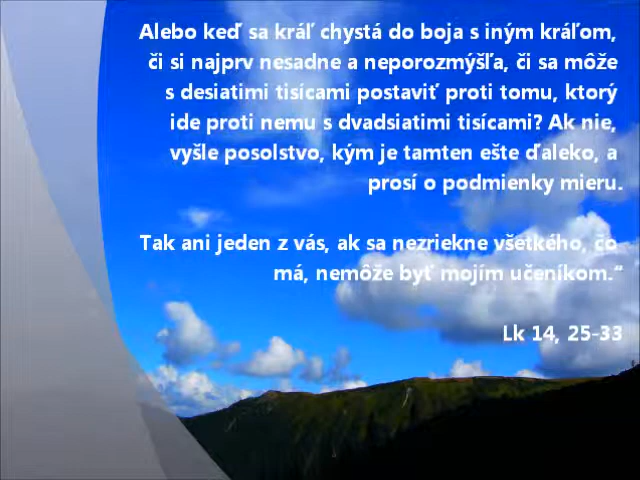 Alebo keď sa kráľ chystá do boja s iným kráľom,
či si najprv nesadne a neporozmýšľa, či sa môže
s desiatimi tisícami postaviť proti tomu, ktorý
ide proti nemu s dvadsiatimi tisícami? Ak nie,
vyšle posolstvo, kým je tamten ešte ďaleko, a
prosí o podmienky mieru.
Tak ani jeden z vás, ak sa nezriekne všetkého, čo
má, nemôže byť mojím učeníkom.“
Lk 14, 25-33